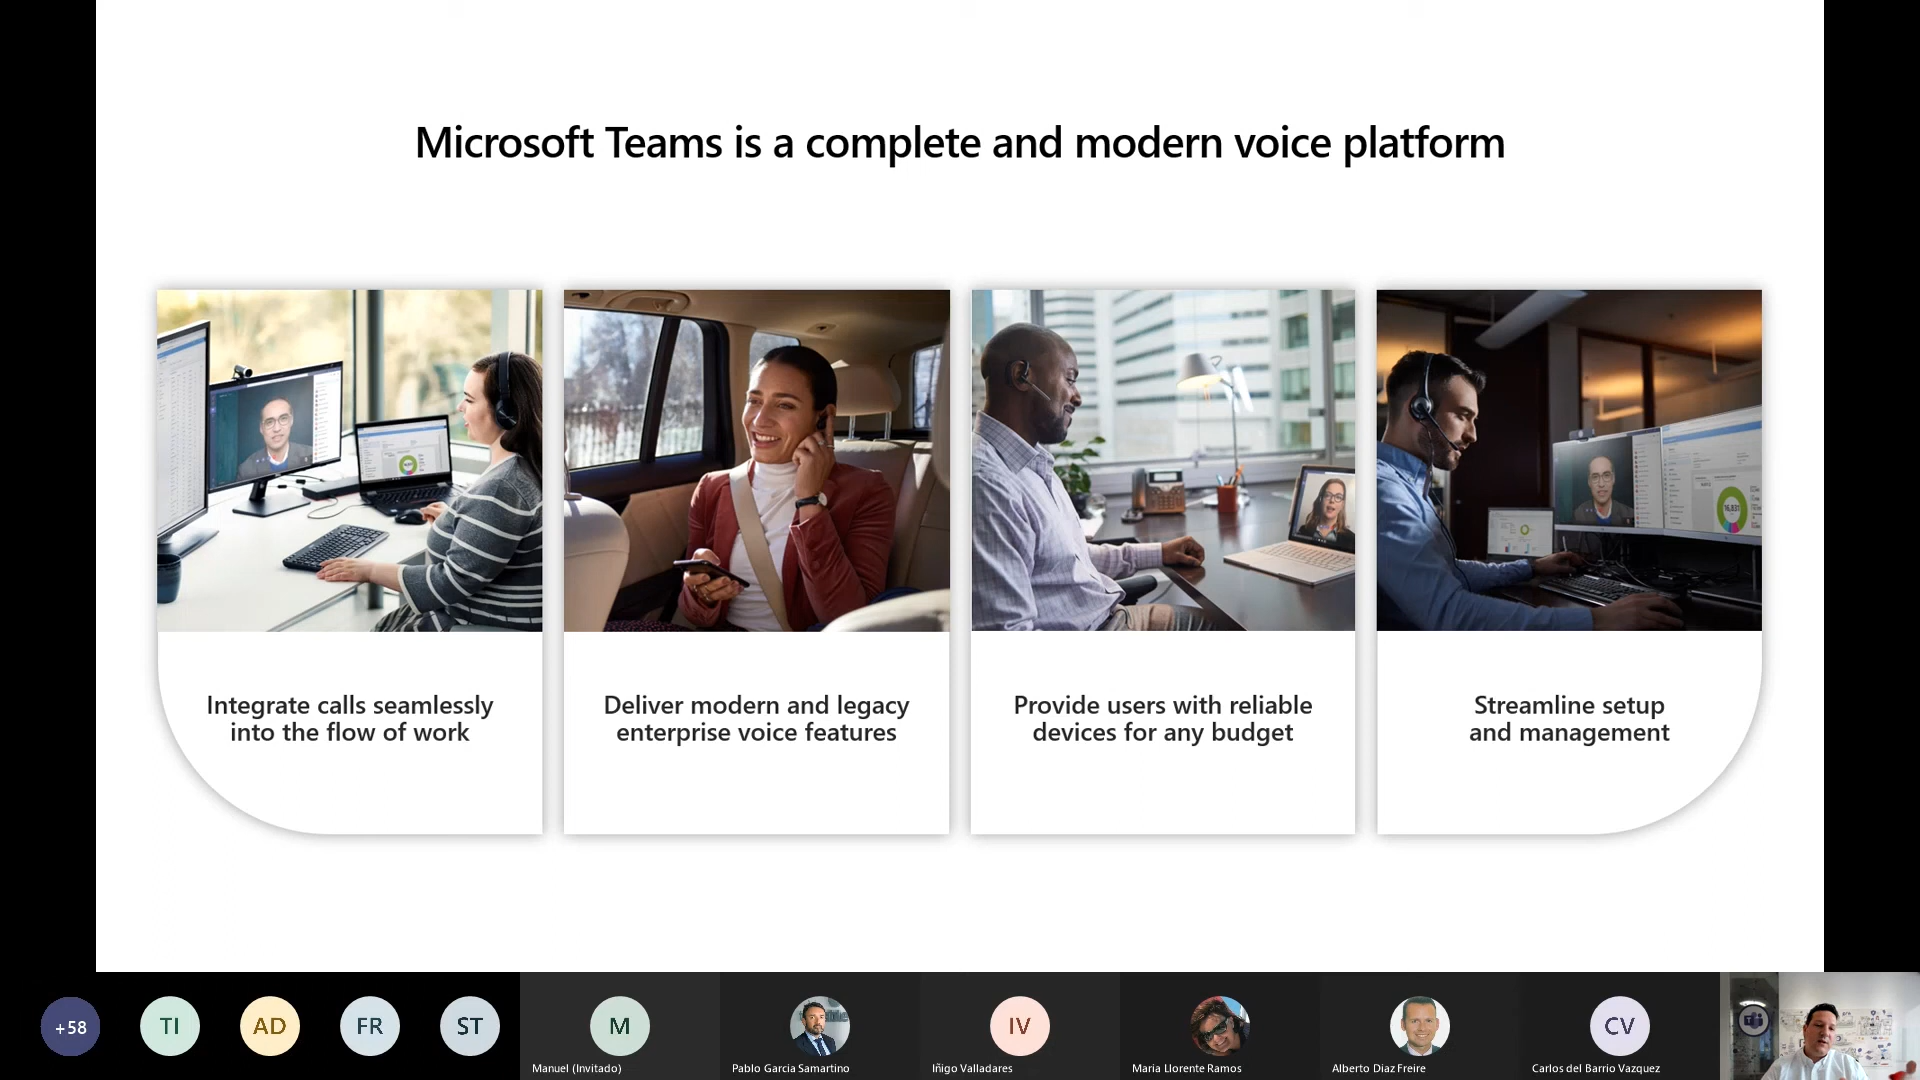 Microsoft Teams is a complete and modern voice platform
Integrate calls seamlessly
into the flow of work
Deliver modern and legacy
enterprise voice features
Provide users with reliable
devices for any budget
Streamline setup
and management
+58
TI
AD
FR
ST
M
Manuel (Invitado)
Pablo Garcia Samartino
IV
Iñigo Valladares
Maria Llorente Ramos
Alberto Diaz Freire
CV
Carlos del Barrio Vazquez